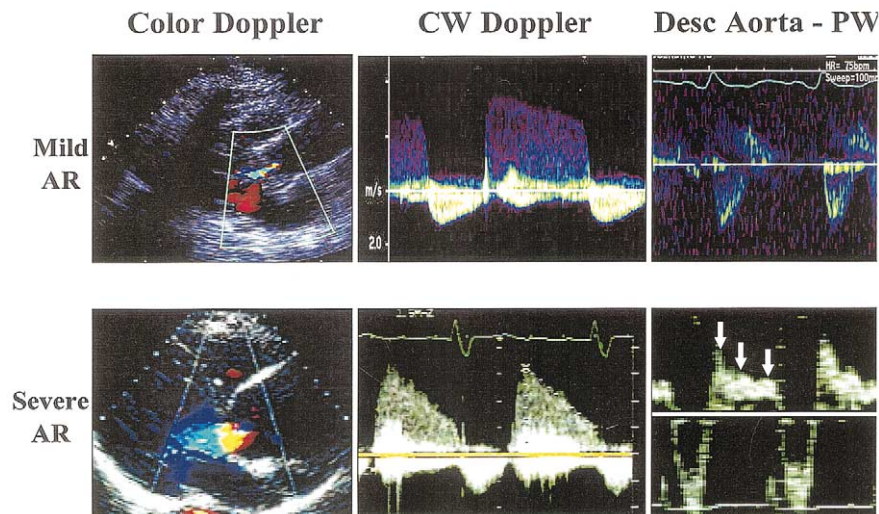 Color Doppler
CW Doppler
Desc Aorta - PW
Mild
AR
m/s
2.0
HR= 75bpm
Sweep=100mm
Severe
AR